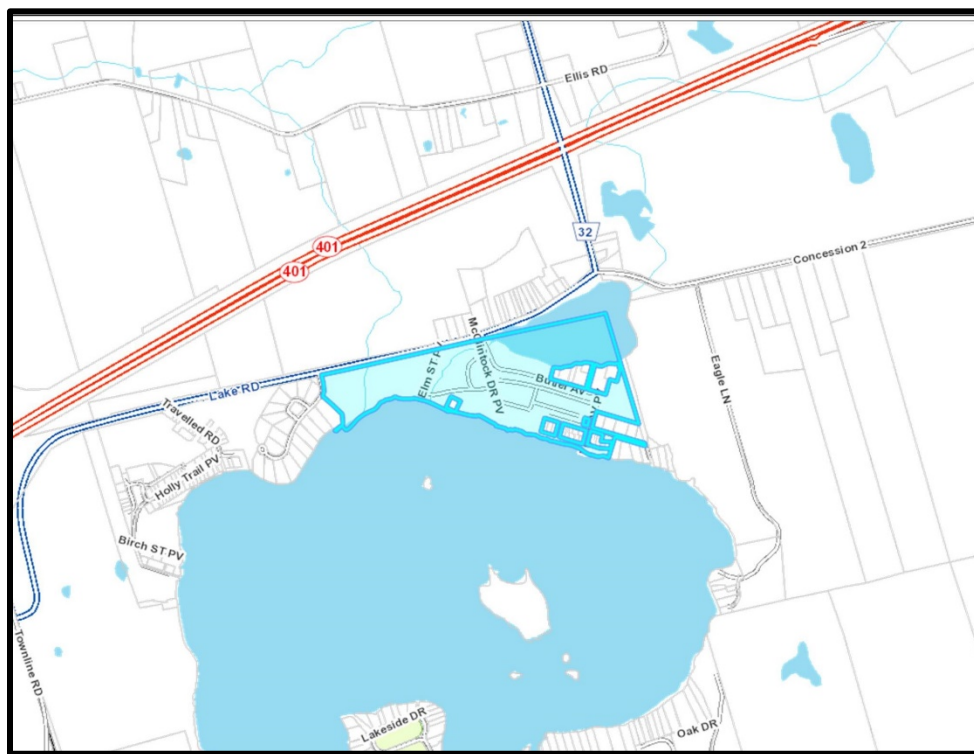 Ellis RD
32
401
401
Concession 2
McClintock DR PV
Elm ST
Butler AV
Eagle LN
Lake RD
Travelled RD
Holly Trail PV
Birch ST PV
Townline RD
Lakeside DR
Oak DR